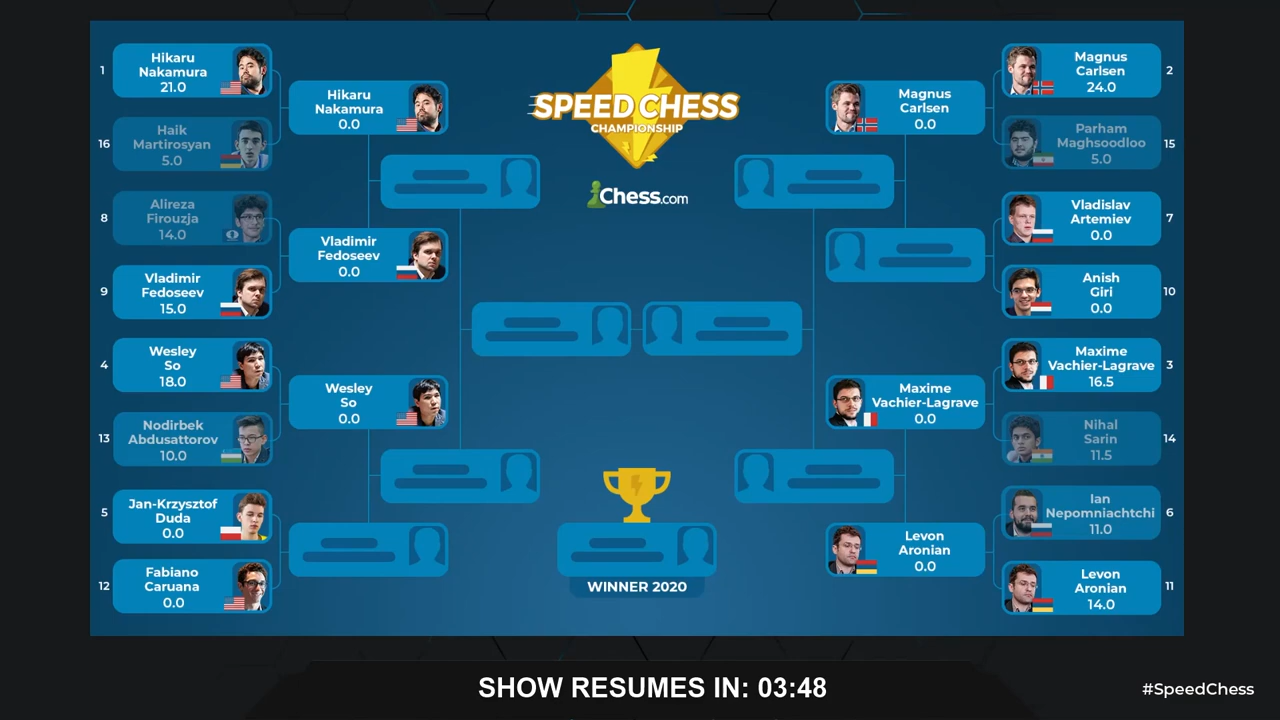 1
Hikaru
Nakamura
21.0
16
Haik
Martirosyan
5.0
8
Alireza
Firouzja
14.0
9
Vladimir
Fedoseev
15.0
4
Wesley
So
18.0
13
Nodirbek
Abdusattorov
10.0
5
Jan-Krzysztof
Duda
0.0
12
Fabiano
Caruana
0.0
Hikaru
Nakamura
0.0
Vladimir
Fedoseev
0.0
Wesley
So
0.0
SPEED CHESS
CHAMPIONSHIP
Chess.com
WINNER 2020
Magnus
Carlsen
0.0
Maxime
Vachier-Lagrave
0.0
Levon
Aronian
0.0
Magnus
Carlsen
24.0
2
Parham
Maghsoodloo
5.0
15
Vladislav
Artemiev
0.0
7
Anish
Giri
0.0
10
Maxime
Vachier-Lagrave
16.5
3
Nihal
Sarin
11.5
14
Ian
Nepomniachtchi
11.0
6
Levon
Aronian
14.0
11
SHOW RESUMES IN: 03:48
#SpeedChess